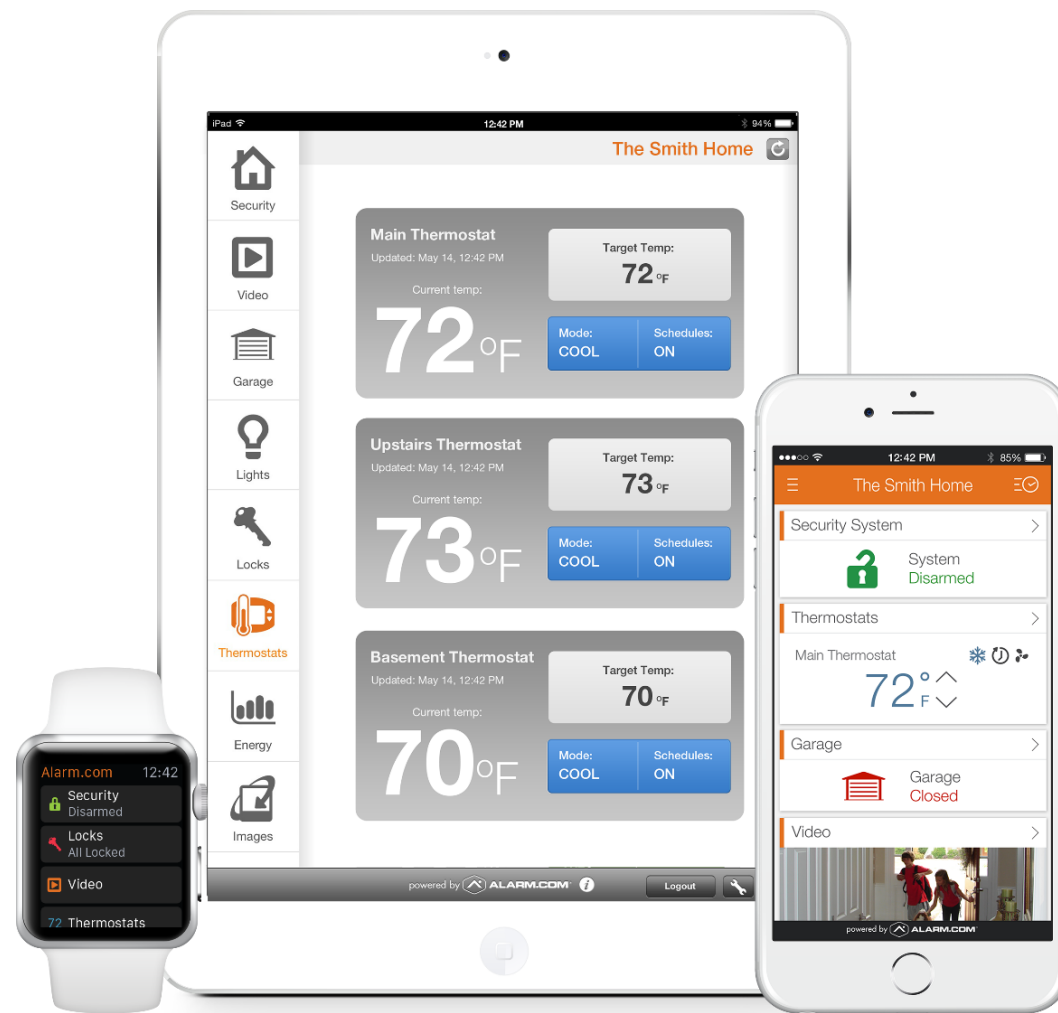 iPad 12:42 PM 94%
The Smith Home
Security
Video
Garage
Lights
Locks
Thermostats
Energy
Images
Main Thermostat
Updated: May 14, 12:42 PM
Current temp:
72°F
Target Temp:
72°F
Mode:
COOL
Schedules:
ON
Upstairs Thermostat
Updated: May 14, 12:42 PM
Current temp:
73°F
Target Temp:
73°F
Mode:
COOL
Schedules:
ON
Basement Thermostat
Updated: May 14, 12:42 PM
Current temp:
70°F
Target Temp:
70°F
Mode:
COOL
Schedules:
ON
powered by ALARM.COM i
Logout
Alarm.com 12:42
Security
Disarmed
Locks
All Locked
Video
72 Thermostats
12:42 PM 85%
The Smith Home
Security System
System
Disarmed
Thermostats
Main Thermostat
72°F
Garage
Garage
Closed
Video
powered by ALARM.COM